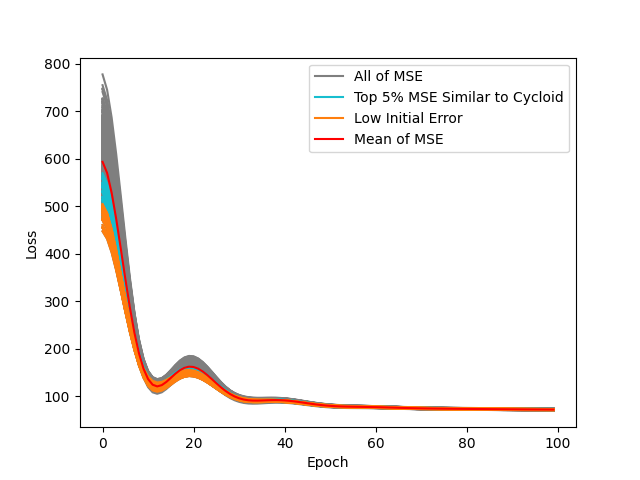 800
700
600
500
400
300
200
100
Loss
All of MSE
Top 5% MSE Similar to Cycloid
Low Initial Error
Mean of MSE
0 20 40 60 80 100
Epoch